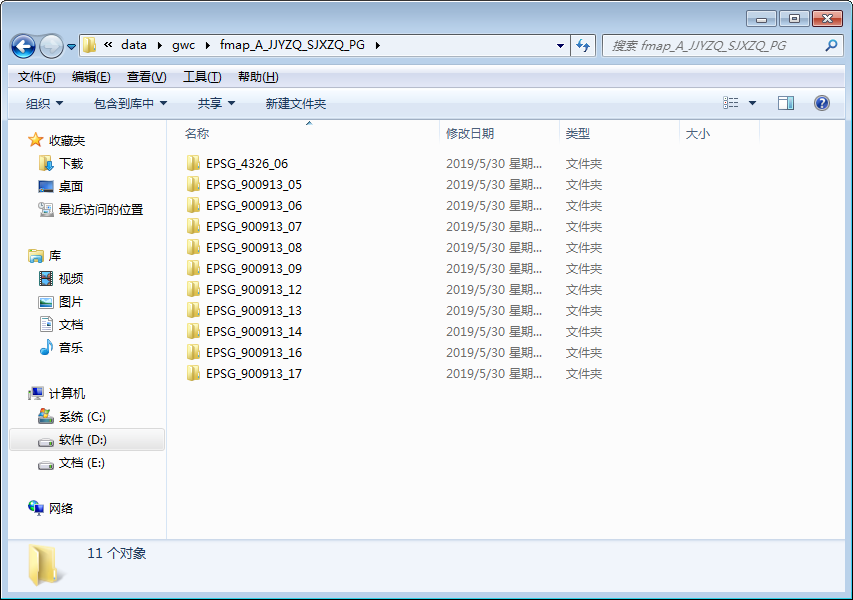 « data gwc fmap_A_JJYZQ_SJXZQ_PG
搜索 fmap_A_JJYZQ_SJXZQ_PG
文件(F) 编辑(E) 查看(V) 工具(T) 帮助(H)
组织 包含到库中 共享 新建文件夹
名称 修改日期 类型 大小
收藏夹
下载
桌面
最近访问的位置
库
视频
图片
文档
音乐
计算机
系统 (C:)
软件 (D:)
文档 (E:)
网络
EPSG_4326_06 2019/5/30 星期... 文件夹
EPSG_900913_05 2019/5/30 星期... 文件夹
EPSG_900913_06 2019/5/30 星期... 文件夹
EPSG_900913_07 2019/5/30 星期... 文件夹
EPSG_900913_08 2019/5/30 星期... 文件夹
EPSG_900913_09 2019/5/30 星期... 文件夹
EPSG_900913_12 2019/5/30 星期... 文件夹
EPSG_900913_13 2019/5/30 星期... 文件夹
EPSG_900913_14 2019/5/30 星期... 文件夹
EPSG_900913_16 2019/5/30 星期... 文件夹
EPSG_900913_17 2019/5/30 星期... 文件夹
11 个对象